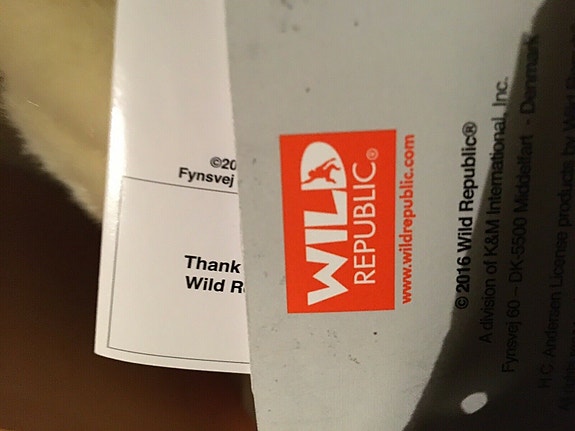 WILD
REPUBLIC®
www.wildrepublic.com
© 2016 Wild Republic®
A division of K&M International, Inc.
Fynsvej 60 – DK-5500 Middelfart - Denmark
H.C. Andersen License products by Wild
©20
Fynsvej
Thank
Wild R